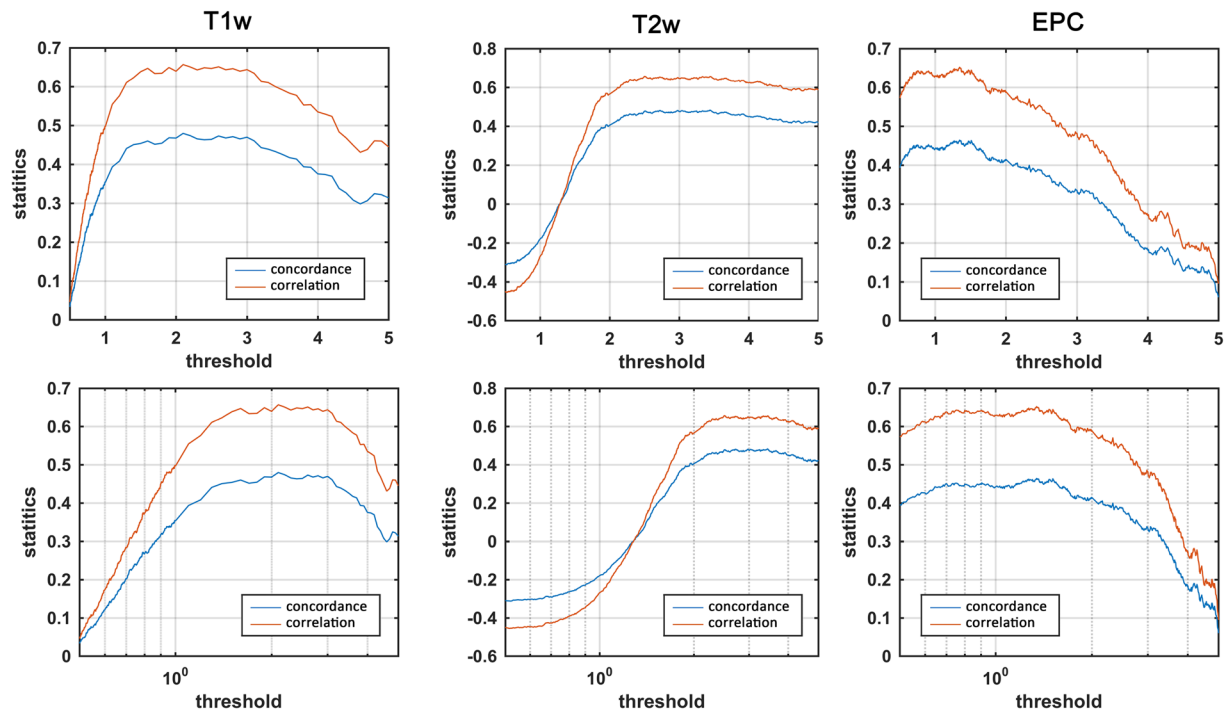 T1w
T2w
EPC
0.7
0.6
0.5
0.4
0.3
0.2
0.1
0
statitics
1
2
3
4
5
threshold
concordance
correlation
0.8
0.6
0.4
0.2
0
-0.2
-0.4
-0.6
statitics
1
2
3
4
5
threshold
concordance
correlation
0.7
0.6
0.5
0.4
0.3
0.2
0.1
0
statitics
1
2
3
4
5
threshold
concordance
correlation
0.7
0.6
0.5
0.4
0.3
0.2
0.1
0
statitics
10⁰
threshold
concordance
correlation
0.8
0.6
0.4
0.2
0
-0.2
-0.4
-0.6
statitics
10⁰
threshold
concordance
correlation
0.7
0.6
0.5
0.4
0.3
0.2
0.1
0
statitics
10⁰
threshold
concordance
correlation